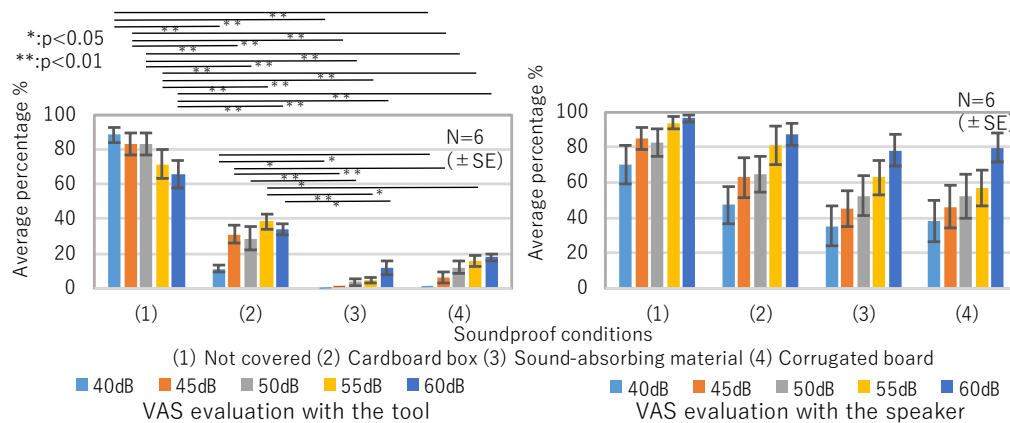 *:p<0.05
**:p<0.01
** ** ** ** ** ** ** ** ** ** ** ** ** ** **
Average percentage %
100
80
60
40
20
0
N=6
(±SE)
* * ** ** * * ** *
(1) (2) (3) (4)
Average percentage %
100
80
60
40
20
0
N=6
(±SE)
(1) (2) (3) (4)
Soundproof conditions
(1) Not covered (2) Cardboard box (3) Sound-absorbing material (4) Corrugated board
40dB 45dB 50dB 55dB 60dB
VAS evaluation with the tool
40dB 45dB 50dB 55dB 60dB
VAS evaluation with the speaker